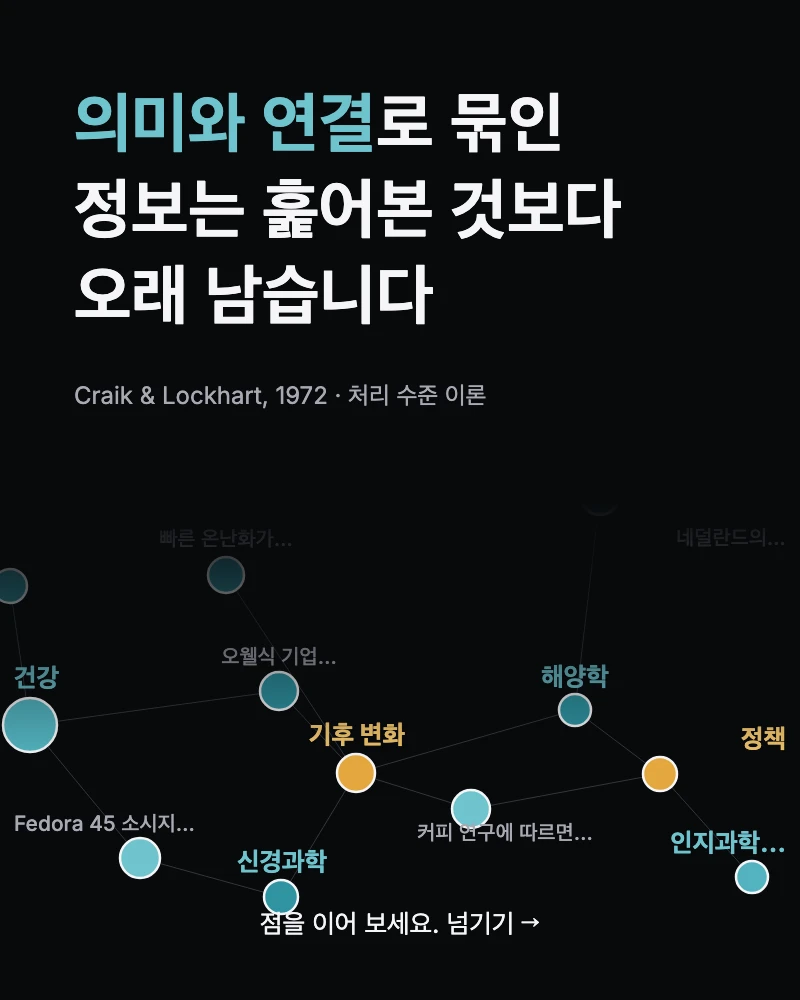 의미와 연결로 묶인
정보는 훑어본 것보다
오래 남습니다
Craik & Lockhart, 1972 · 처리 수준 이론
빠른 온난화가...
네덜란드의...
오웰식 기업...
건강
해양학
기후 변화
정책
Fedora 45 소시지...
커피 연구에 따르면...
인지과학...
신경과학
점을 이어 보세요. 넘기기 →